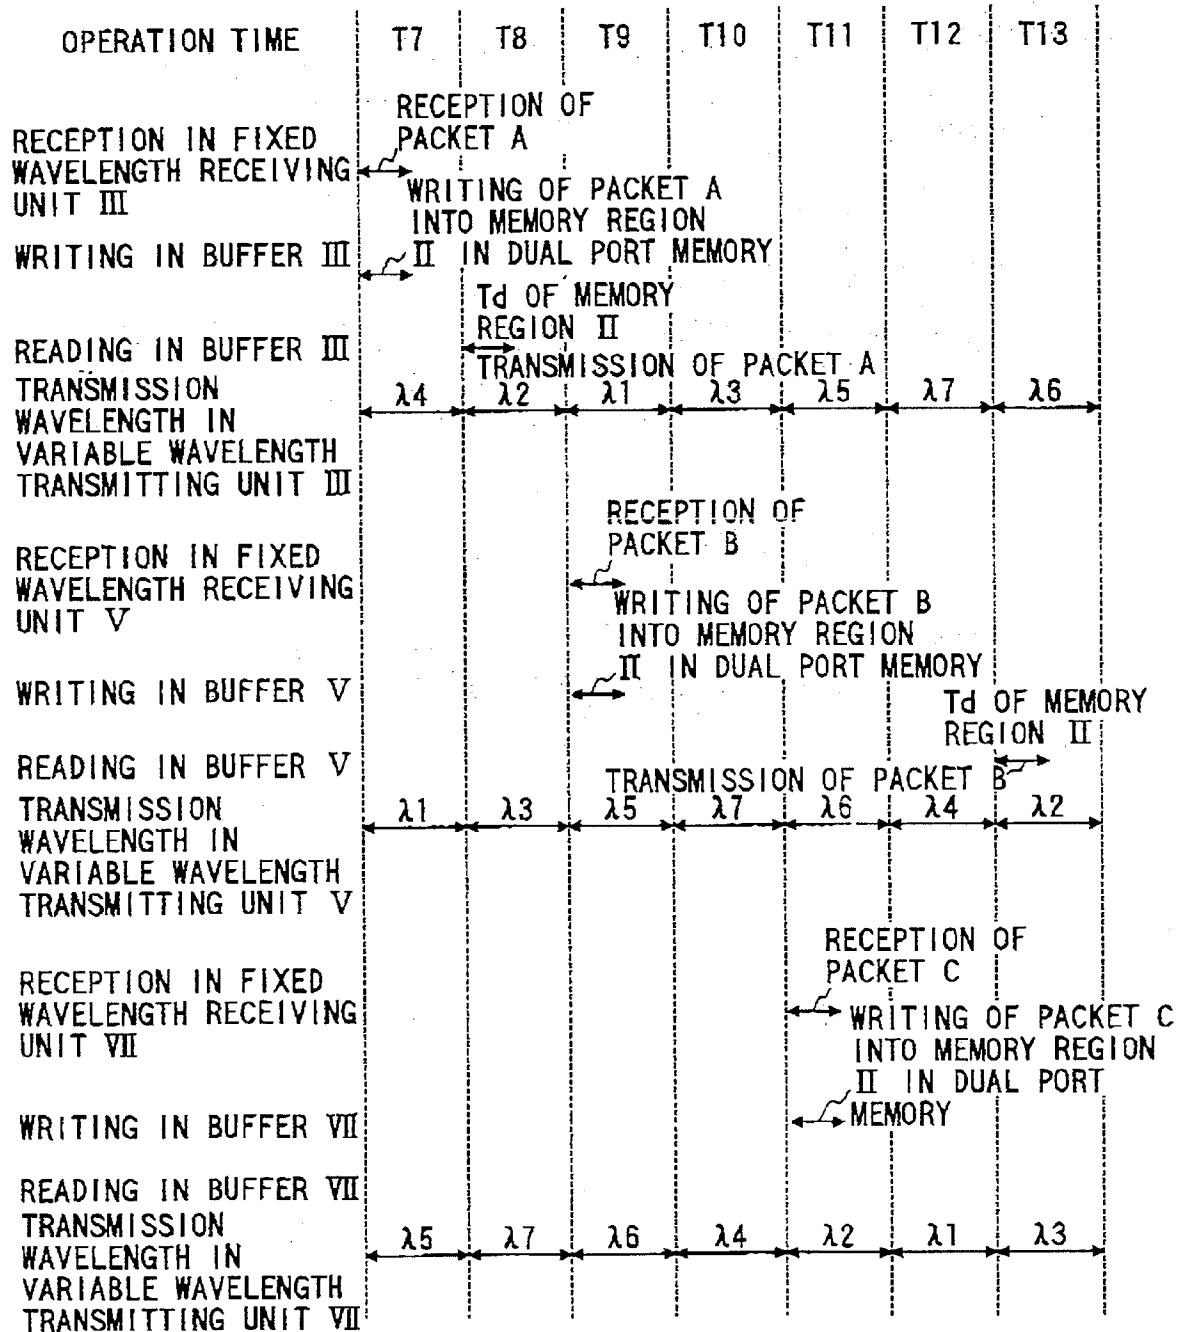 OPERATION TIME T7 T8 T9 T10 T11 T12 T13
RECEPTION OF
PACKET A
RECEPTION IN FIXED
WAVELENGTH RECEIVING
UNIT III
WRITING OF PACKET A
INTO MEMORY REGION
II IN DUAL PORT MEMORY
WRITING IN BUFFER III
Td OF MEMORY
REGION II
READING IN BUFFER III
TRANSMISSION OF PACKET A
TRANSMISSION
WAVELENGTH IN
VARIABLE WAVELENGTH
TRANSMITTING UNIT III
λ4 λ2 λ1 λ3 λ5 λ7 λ6
RECEPTION OF
PACKET B
RECEPTION IN FIXED
WAVELENGTH RECEIVING
UNIT V
WRITING OF PACKET B
INTO MEMORY REGION
II IN DUAL PORT MEMORY
WRITING IN BUFFER V
Td OF MEMORY
REGION II
READING IN BUFFER V
TRANSMISSION OF PACKET B
TRANSMISSION
WAVELENGTH IN
VARIABLE WAVELENGTH
TRANSMITTING UNIT V
λ1 λ3 λ5 λ7 λ6 λ4 λ2
RECEPTION OF
PACKET C
RECEPTION IN FIXED
WAVELENGTH RECEIVING
UNIT VII
WRITING OF PACKET C
INTO MEMORY REGION
II IN DUAL PORT
MEMORY
WRITING IN BUFFER VII
READING IN BUFFER VII
TRANSMISSION
WAVELENGTH IN
VARIABLE WAVELENGTH
TRANSMITTING UNIT VII
λ5 λ7 λ6 λ4 λ2 λ1 λ3